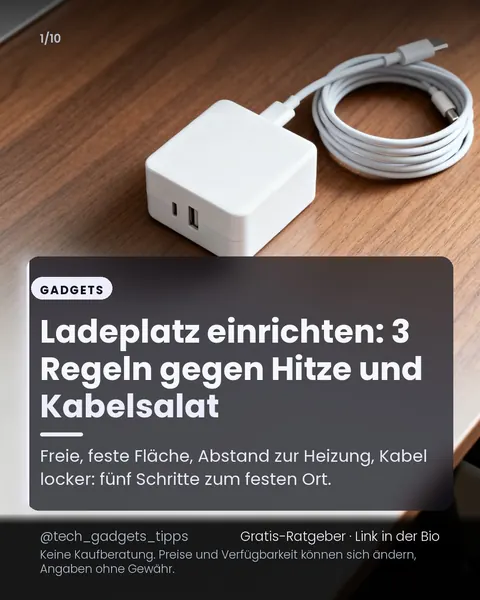 1/10
GADGETS
Ladeplatz einrichten: 3
Regeln gegen Hitze und
Kabelsalat
Freie, feste Fläche, Abstand zur Heizung, Kabel
locker: fünf Schritte zum festen Ort.
@tech_gadgets_tipps
Gratis-Ratgeber · Link in der Bio
Keine Kaufberatung. Preise und Verfügbarkeit können sich ändern,
Angaben ohne Gewähr.